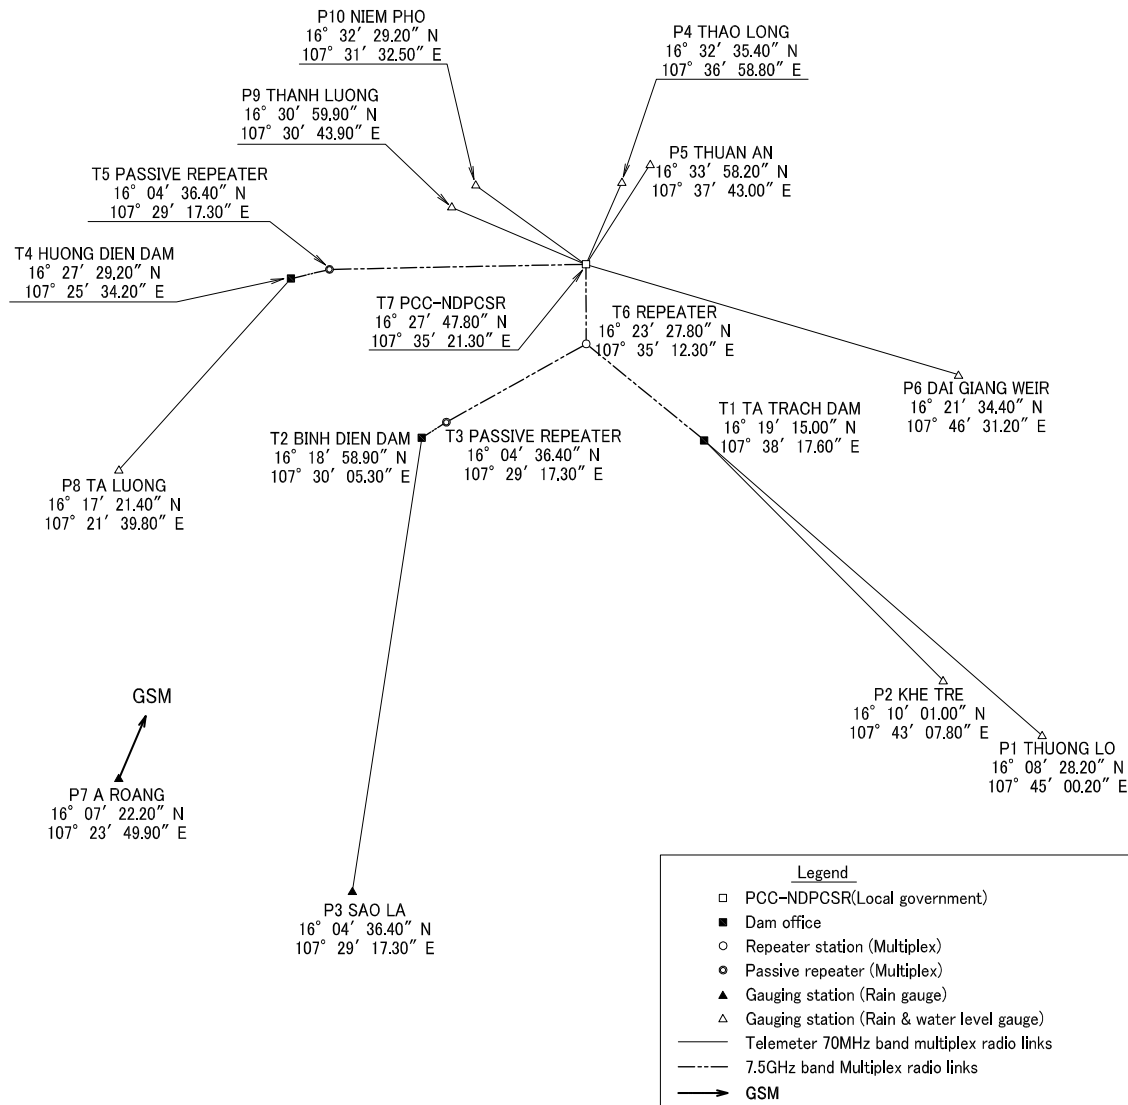 P10 NIEM PHO
16° 32′ 29.20″ N
107° 31′ 32.50″ E
P4 THAO LONG
16° 32′ 35.40″ N
107° 36′ 58.80″ E
P9 THANH LUONG
16° 30′ 59.90″ N
107° 30′ 43.90″ E
P5 THUAN AN
16° 33′ 58.20″ N
107° 37′ 43.00″ E
T5 PASSIVE REPEATER
16° 04′ 36.40″ N
107° 29′ 17.30″ E
T4 HUONG DIEN DAM
16° 27′ 29.20″ N
107° 25′ 34.20″ E
T7 PCC-NDPCSR
16° 27′ 47.80″ N
107° 35′ 21.30″ E
T6 REPEATER
16° 23′ 27.80″ N
107° 35′ 12.30″ E
P6 DAI GIANG WEIR
16° 21′ 34.40″ N
107° 46′ 31.20″ E
T1 TA TRACH DAM
16° 19′ 15.00″ N
107° 38′ 17.60″ E
T2 BINH DIEN DAM
16° 18′ 58.90″ N
107° 30′ 05.30″ E
T3 PASSIVE REPEATER
16° 04′ 36.40″ N
107° 29′ 17.30″ E
P8 TA LUONG
16° 17′ 21.40″ N
107° 21′ 39.80″ E
P2 KHE TRE
16° 10′ 01.00″ N
107° 43′ 07.80″ E
P1 THUONG LO
16° 08′ 28.20″ N
107° 45′ 00.20″ E
GSM
P7 A ROANG
16° 07′ 22.20″ N
107° 23′ 49.90″ E
P3 SAO LA
16° 04′ 36.40″ N
107° 29′ 17.30″ E
Legend
PCC-NDPCSR(Local government)
Dam office
Repeater station (Multiplex)
Passive repeater (Multiplex)
Gauging station (Rain gauge)
Gauging station (Rain & water level gauge)
Telemeter 70MHz band multiplex radio links
7.5GHz band Multiplex radio links
GSM